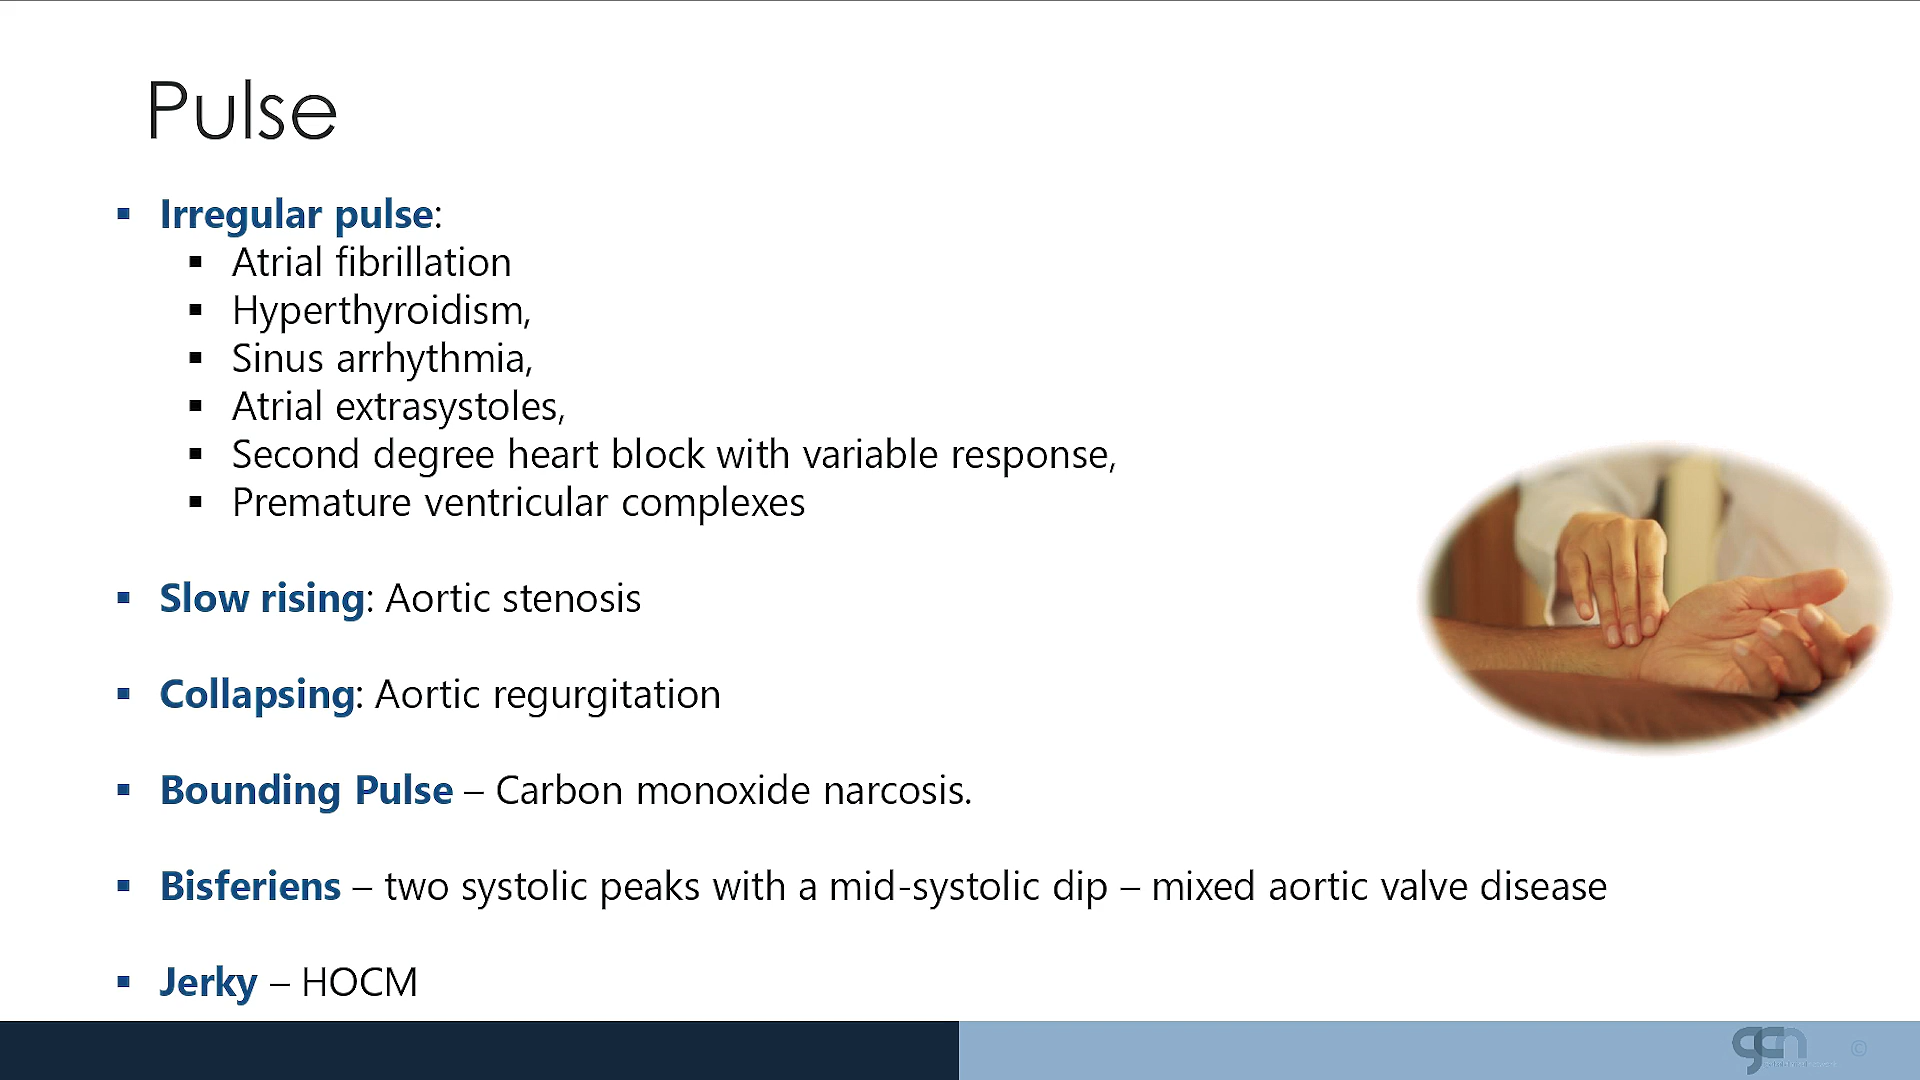 Pulse
▪ Irregular pulse:
▪ Atrial fibrillation
▪ Hyperthyroidism,
▪ Sinus arrhythmia,
▪ Atrial extrasystoles,
▪ Second degree heart block with variable response,
▪ Premature ventricular complexes
▪ Slow rising: Aortic stenosis
▪ Collapsing: Aortic regurgitation
▪ Bounding Pulse – Carbon monoxide narcosis.
▪ Bisferiens – two systolic peaks with a mid-systolic dip – mixed aortic valve disease
▪ Jerky – HOCM
©